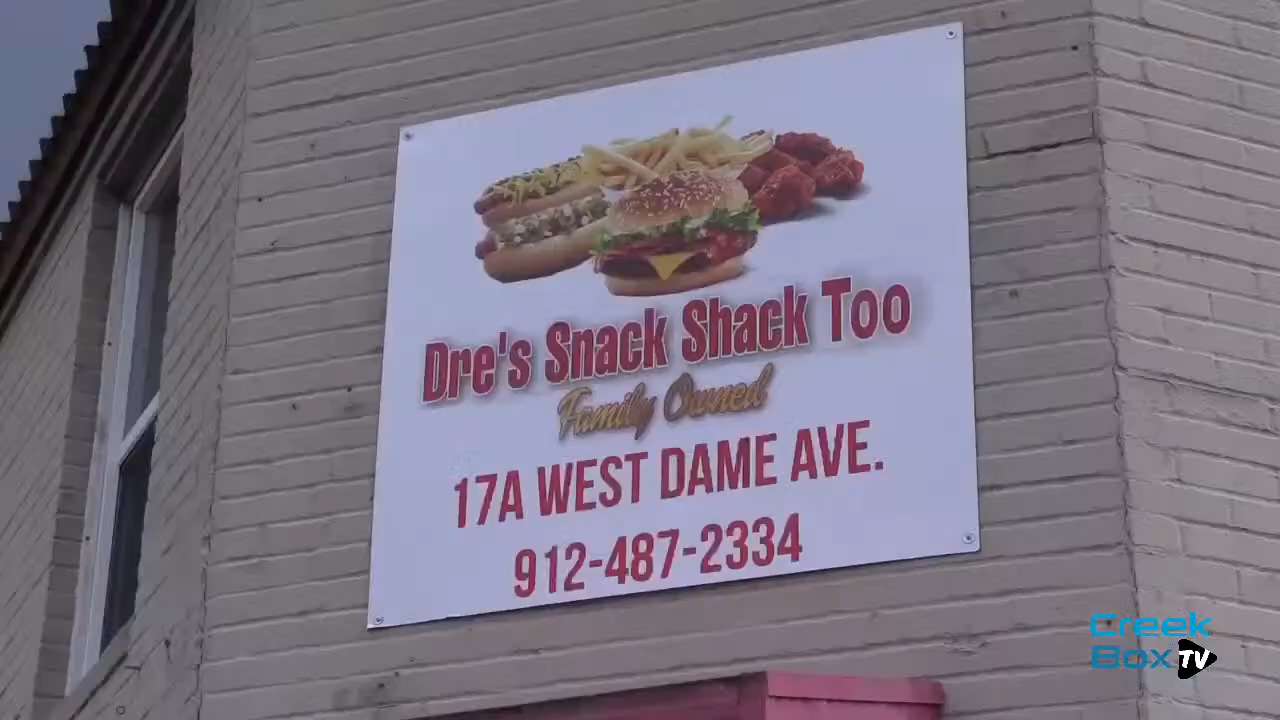 Dre's Snack Shack Too
Family Owned
17A WEST DAME AVE.
912-487-2334
Creek
Box TV